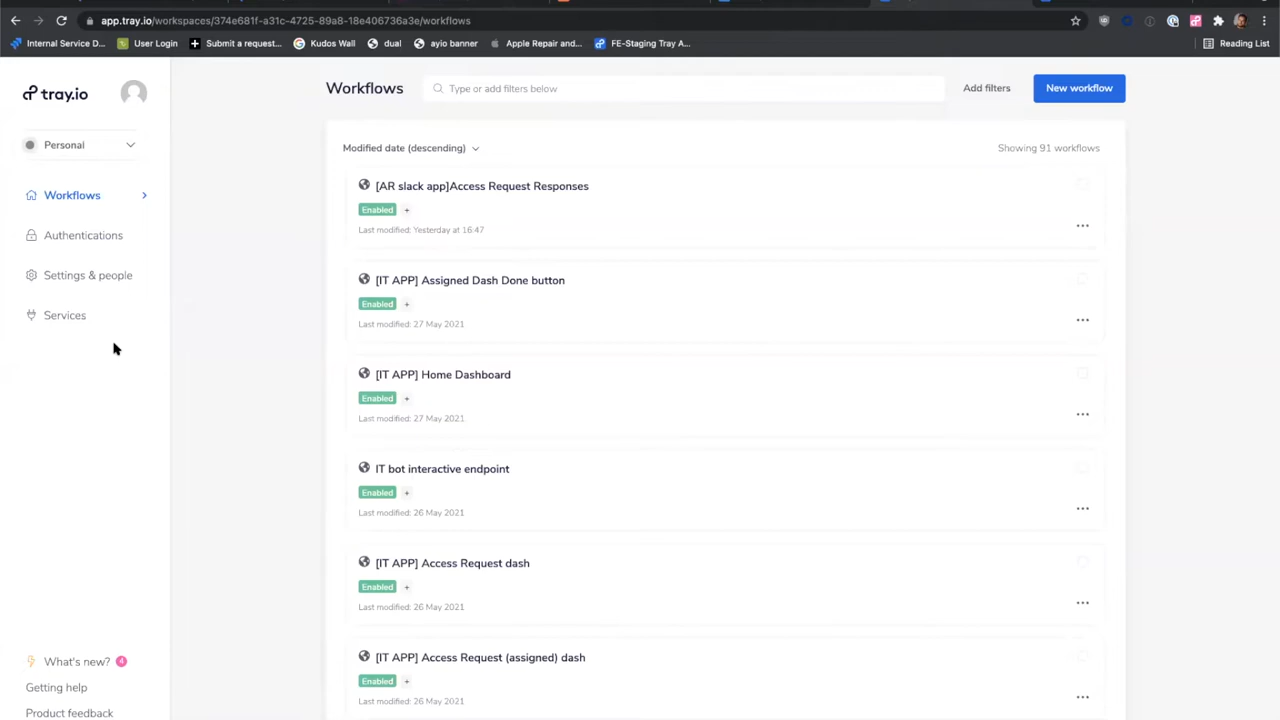 app.tray.io/workspaces/374e681f-a31c-4725-89a8-18e406736a3e/workflows
Internal Service D... User Login Submit a request... Kudos Wall dual ayio banner Apple Repair and... FE-Staging Tray A... Reading List
tray.io
Personal
Workflows
Authentications
Settings & people
Services
What's new? 4
Getting help
Product feedback
Workflows Type or add filters below Add filters New workflow
Modified date (descending) Showing 91 workflows
[AR slack app]Access Request Responses
Enabled +
Last modified: Yesterday at 16:47
[IT APP] Assigned Dash Done button
Enabled +
Last modified: 27 May 2021
[IT APP] Home Dashboard
Enabled +
Last modified: 27 May 2021
IT bot interactive endpoint
Enabled +
Last modified: 26 May 2021
[IT APP] Access Request dash
Enabled +
Last modified: 26 May 2021
[IT APP] Access Request (assigned) dash
Enabled +
Last modified: 26 May 2021